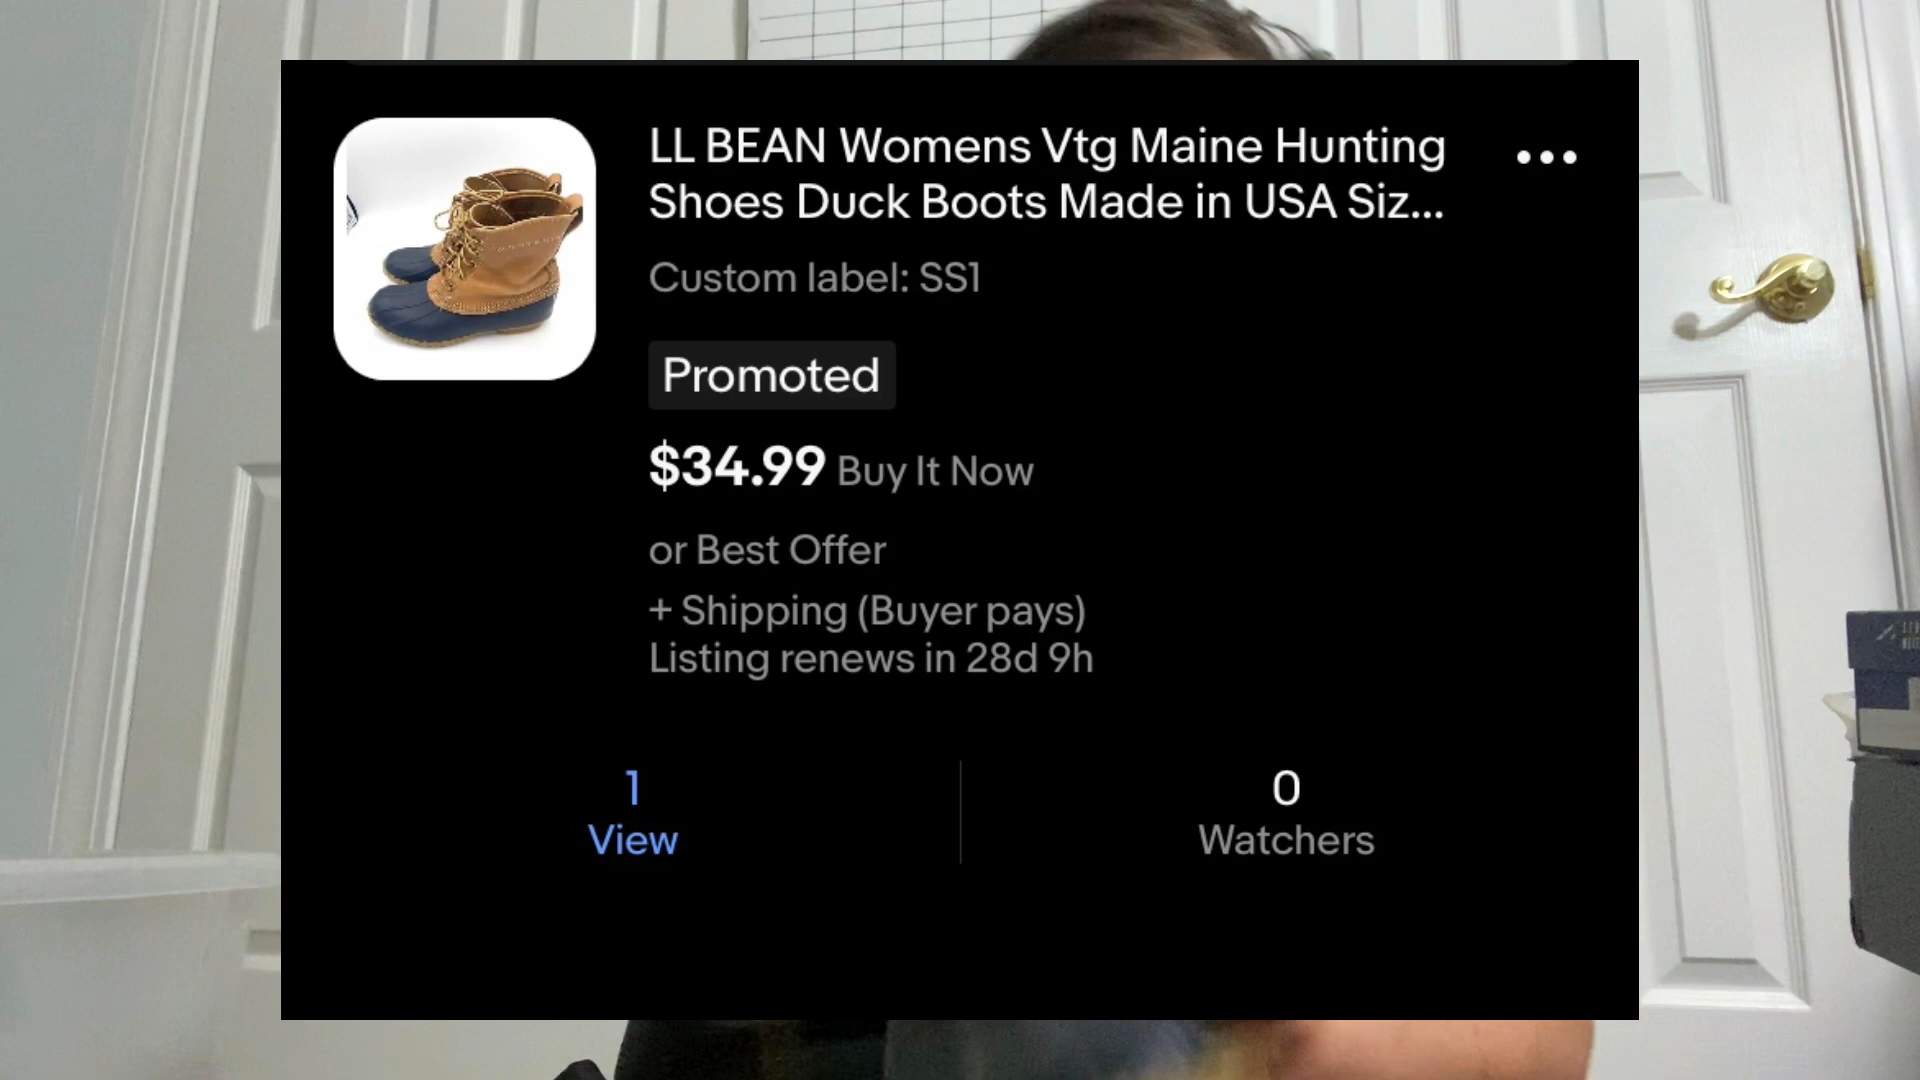 LL BEAN Womens Vtg Maine Hunting
Shoes Duck Boots Made in USA Siz...
Custom label: SS1
Promoted
$34.99 Buy It Now
or Best Offer
+ Shipping (Buyer pays)
Listing renews in 28d 9h
1
View
0
Watchers